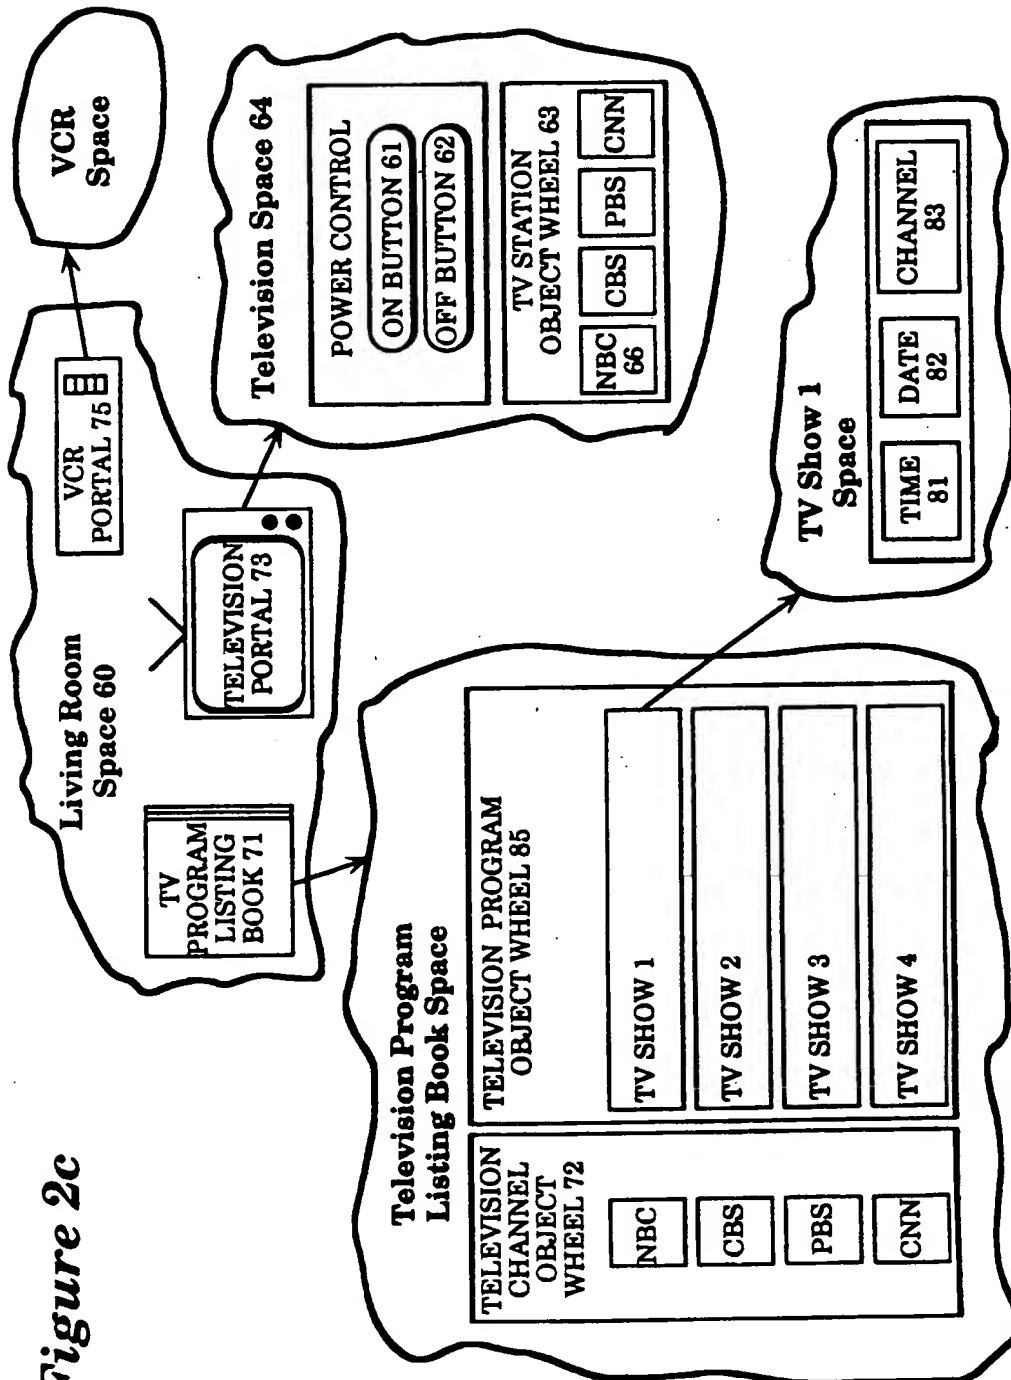 Figure 2c
Living Room
Space 60
TV
PROGRAM
LISTING
BOOK 71
TELEVISION
PORTAL 73
VCR
PORTAL 75
VCR
Space
Television Space 64
POWER CONTROL
ON BUTTON 61
OFF BUTTON 62
TV STATION
OBJECT WHEEL 63
NBC
66
CBS
PBS
CNN
Television Program
Listing Book Space
TELEVISION
CHANNEL
OBJECT
WHEEL 72
NBC
CBS
PBS
CNN
TELEVISION PROGRAM
OBJECT WHEEL 85
TV SHOW 1
TV SHOW 2
TV SHOW 3
TV SHOW 4
TV Show 1
Space
TIME
81
DATE
82
CHANNEL
83